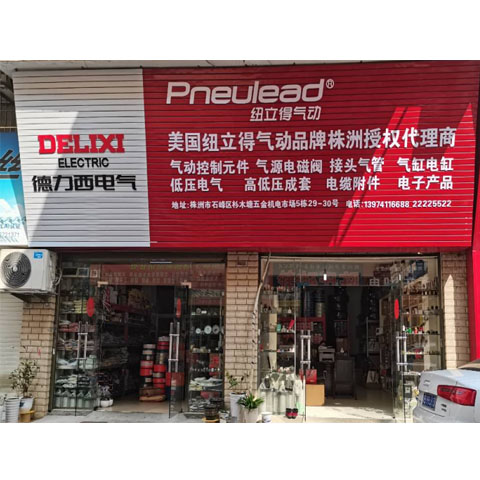 Pneulead®
纽立得气动
DELIXI
ELECTRIC
德力西电气
美国纽立得气动品牌株洲授权代理商
气动控制元件 气源电磁阀 接头气管 气缸电缸
低压电气 高低压成套 电缆附件 电子产品
地址:株洲市石峰区杉木塘五金机电市场5栋29-30号 电话:13974116688 22225522